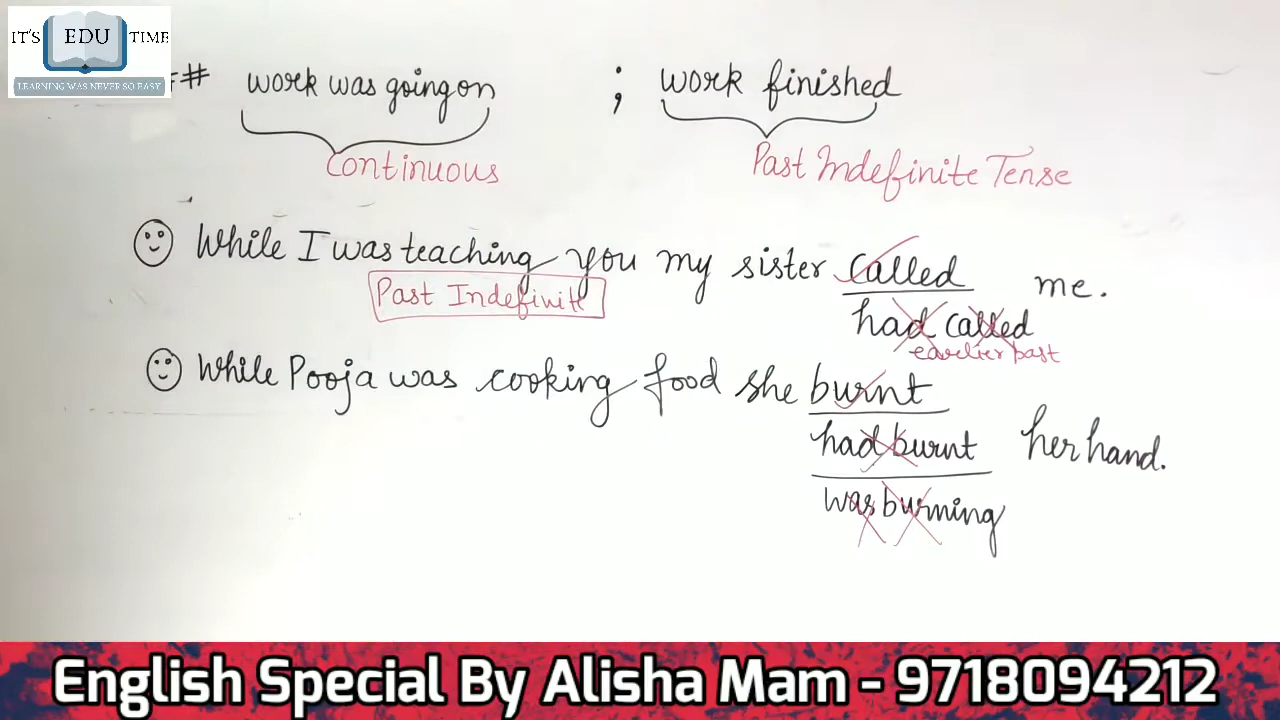 IT'S EDU TIME
LEARNING WAS NEVER SO EASY
# work was going on ; work finished
Continuous Past Indefinite Tense
While I was teaching you my sister called me.
Past Indefinite
had called
earlier past
While Pooja was cooking food she burnt
had burnt her hand.
was burning
English Special By Alisha Mam - 9718094212